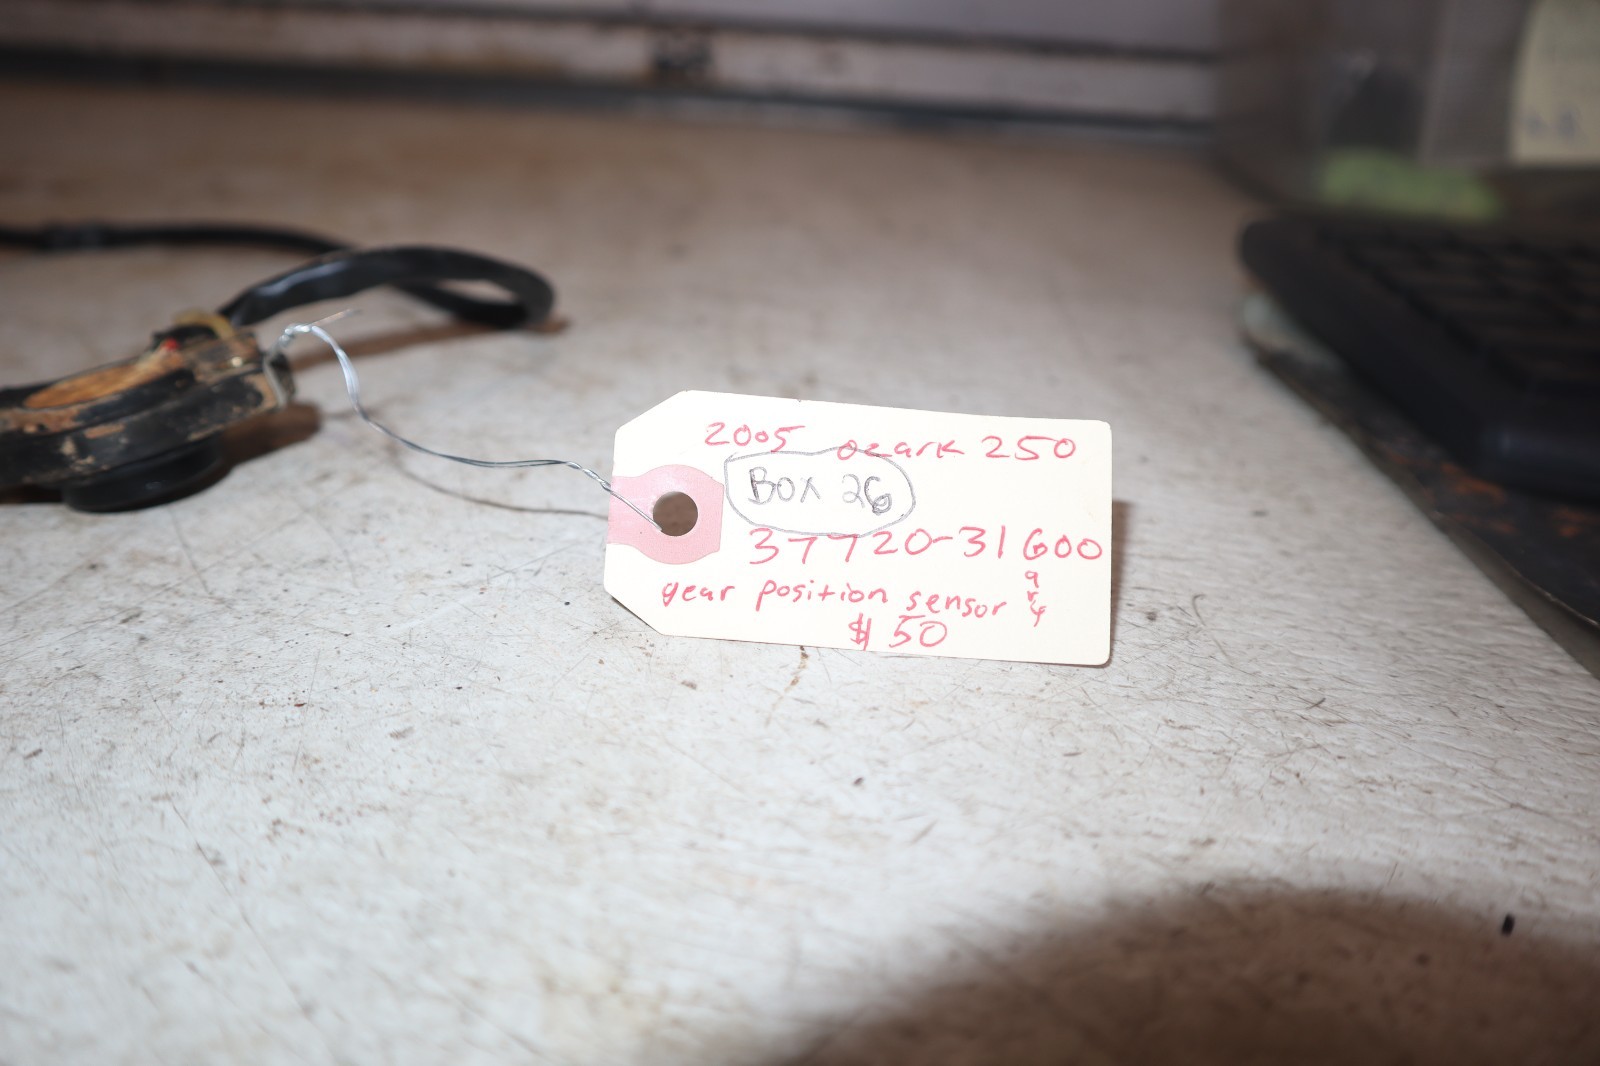 2005 ozark 250
BOX 26
37720-31G00
gear position sensor
$50